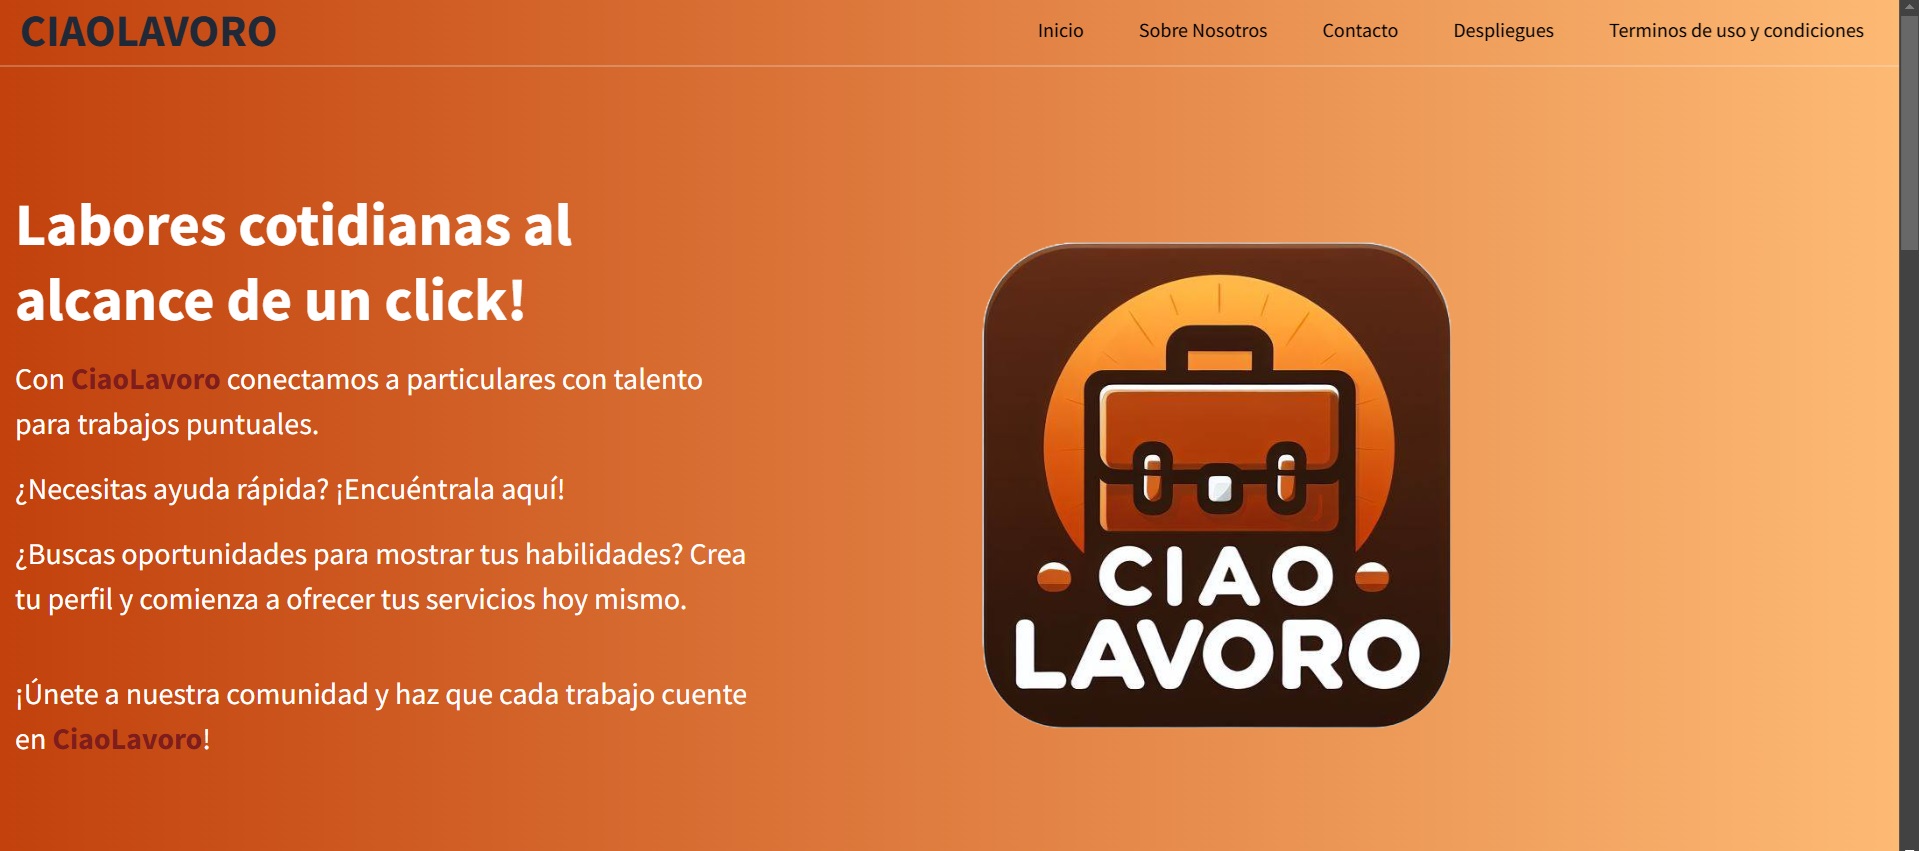 CIAOLAVORO
Inicio Sobre Nosotros Contacto Despliegues Terminos de uso y condiciones
Labores cotidianas al
alcance de un click!
Con CiaoLavoro conectamos a particulares con talento
para trabajos puntuales.
¿Necesitas ayuda rápida? ¡Encuéntrala aquí!
¿Buscas oportunidades para mostrar tus habilidades? Crea
tu perfil y comienza a ofrecer tus servicios hoy mismo.
¡Únete a nuestra comunidad y haz que cada trabajo cuente
en CiaoLavoro!
CIAO
LAVORO